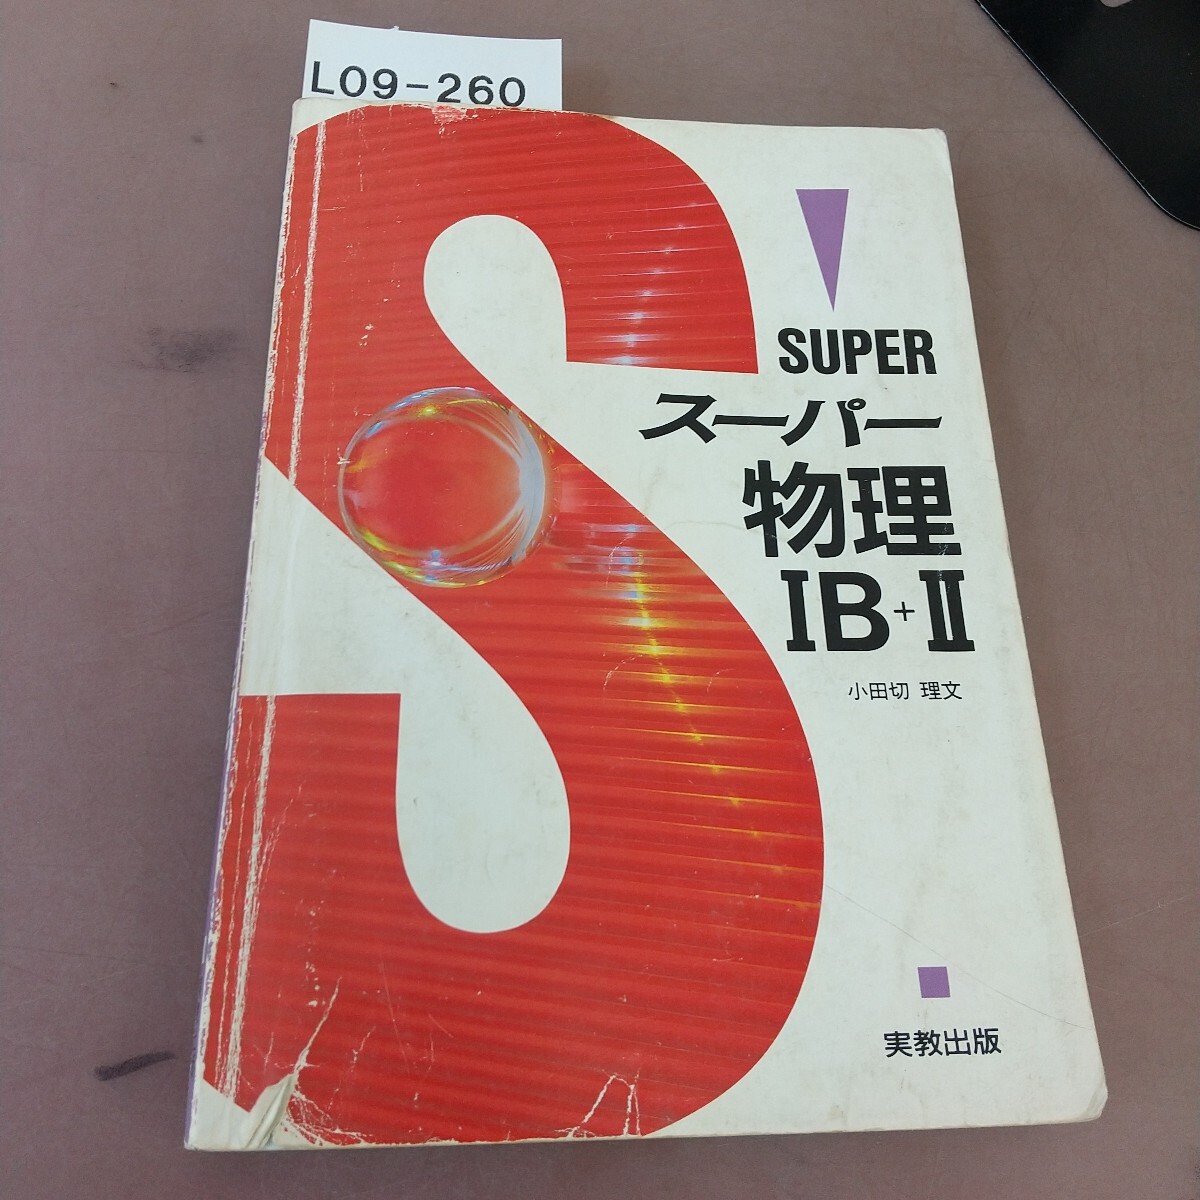 L09-260
SUPER
スーパー
物理
IB+II
小田切 理文
実教出版